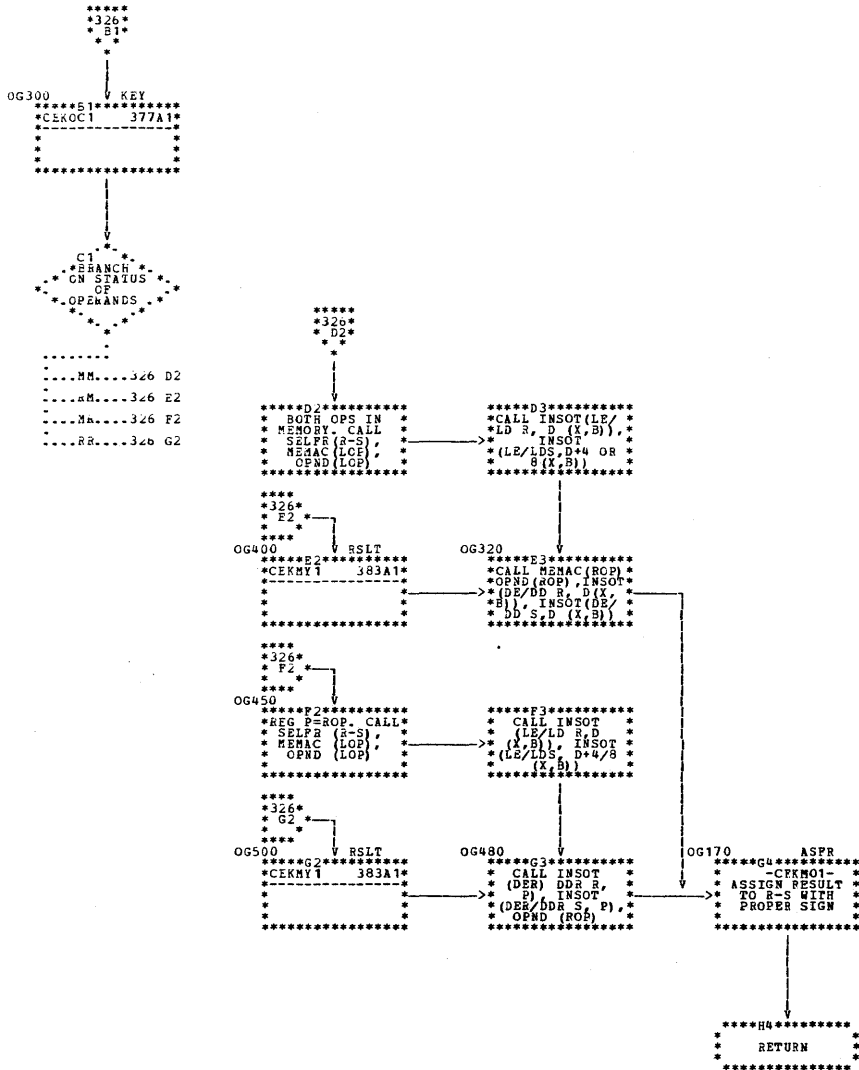 *326*
B1*
OG300 KEY
*****B1**********
*CEKOC1 377A1*
C1
*BRANCH *
ON STATUS
OF
OPERANDS
....MM....326 D2
....RM....326 E2
....MR....326 F2
....RR....326 G2
*326*
D2*
*****D2**********
BOTH OPS IN
MEMORY. CALL
SELFR (R-S),
MEMAC (LOP),
OPND (LOP)
*****D3**********
*CALL INSOT(LE/
LD R, D (X,B)),
INSOT
(LE/LDS,D+4 OR
8(X,B))
*326*
E2
OG400 RSLT
*****E2**********
*CEKMY1 383A1*
OG320
*****E3**********
*CALL MEMAC(ROP)
OPND(ROP),INSOT
(DE/DD R, D(X,
B)), INSOT(DE/
DD S,D (X,B))
*326*
F2
OG450
*****F2**********
*REG P=ROP. CALL
SELFR (R-S),
MEMAC (LOP),
OPND (LOP)
*****F3**********
CALL INSOT
(LE/LD R,D
(X,B)), INSOT
(LE/LDS, D+4/8
(X,B))
*326*
G2
OG500 RSLT
*****G2**********
*CEKMY1 383A1*
OG480
*****G3**********
CALL INSOT
(DER) DDR R,
P), INSOT
(DER/DDR S, P),
OPND (ROP)
OG170 ASFR
*****G4**********
-CFKMO1-
ASSIGN RESULT
TO R-S WITH
PROPER SIGN
****H4*********
RETURN